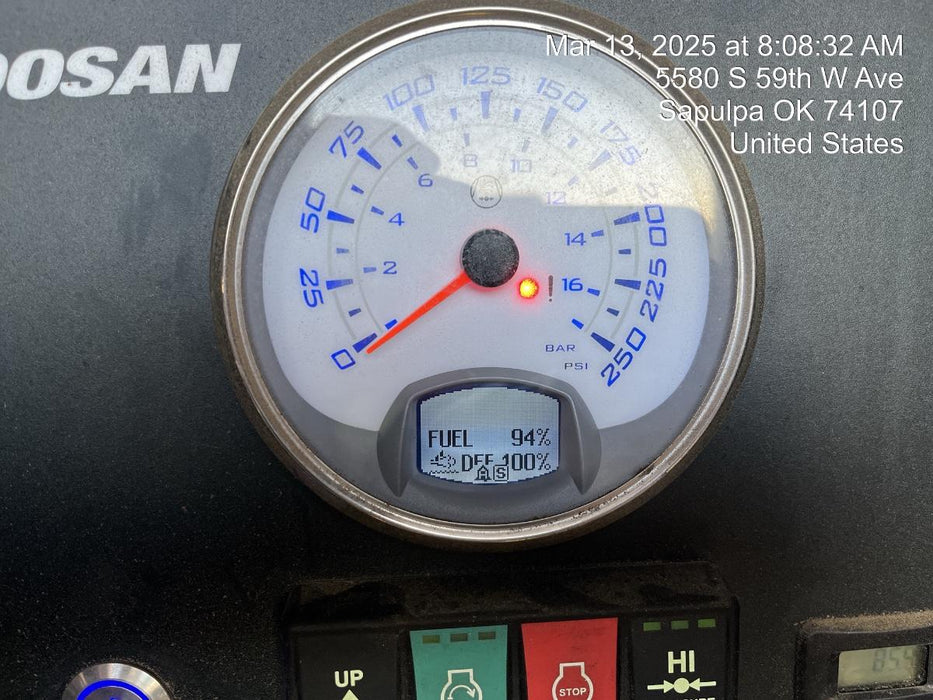 OOSAN
Mar 13, 2025 at 8:08:32 AM
5580 S 59th W Ave
Sapulpa OK 74107
United States
0
25
50
75
100
125
150
175
200
225
250
2
4
6
8
10
12
14
16
!
BAR
PSI
FUEL 94%
DEF 100%
A S
UP
STOP
HI